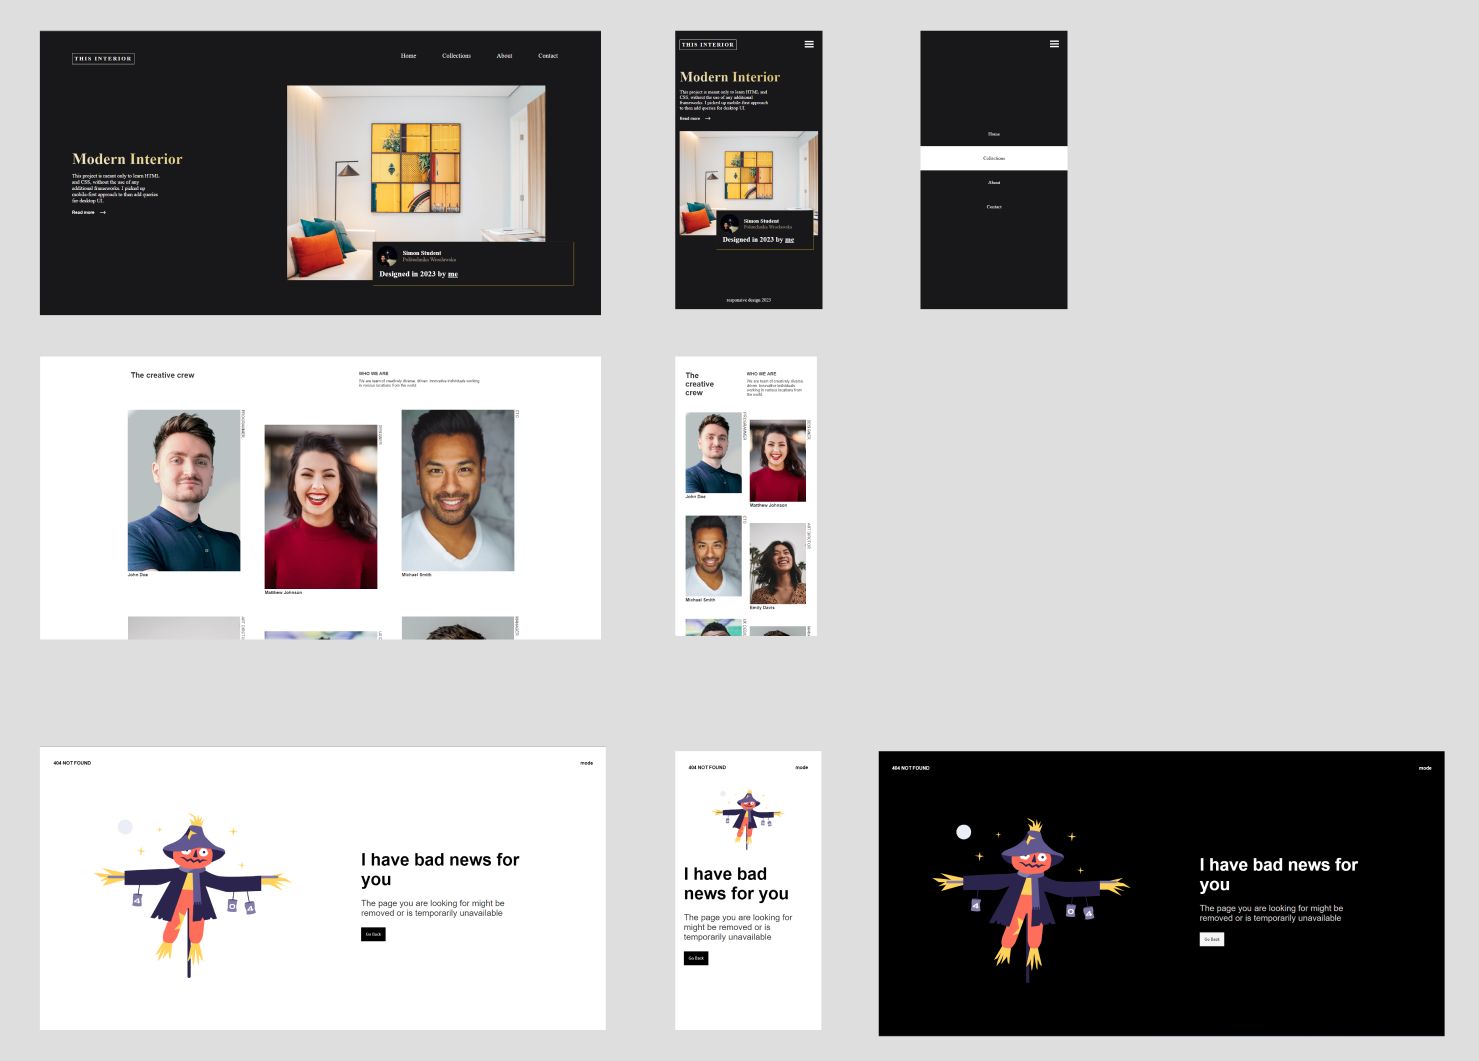 THIS INTERIOR
Home
Collections
About
Contact
Modern Interior
This project is meant only to learn HTML
and CSS, without the use of any
additional frameworks. I picked up
mobile-first approach to then add queries
for desktop UI.
Read more
Simon Student
Politechnika Wrocławska
Designed in 2023 by me
THIS INTERIOR
Modern Interior
This project is meant only to learn HTML and
CSS, without the use of any additional
frameworks. I picked up mobile-first approach
to then add queries for desktop UI.
Read more
Simon Student
Politechnika Wrocławska
Designed in 2023 by me
responsive design 2023
Home
Collections
About
Contact
The creative crew
WHO WE ARE
We are team of creatively diverse, driven, innovative individuals working
in various locations from the world.
PROGRAMMER
John Doe
DESIGNER
Matthew Johnson
CTO
Michael Smith
MANAGER
The
creative
crew
WHO WE ARE
We are team of creatively diverse,
driven, innovative individuals
working in various locations from
the world.
PROGRAMMER
John Doe
DESIGNER
Matthew Johnson
CTO
Michael Smith
Emily Davis
404 NOT FOUND
mode
4
0
4
I have bad news for
you
The page you are looking for might be
removed or is temporarily unavailable
Go Back
404 NOT FOUND
mode
I have bad
news for you
The page you are looking for
might be removed or is
temporarily unavailable
Go Back
404 NOT FOUND
mode
4
0
4
I have bad news for
you
The page you are looking for might be
removed or is temporarily unavailable
Go Back